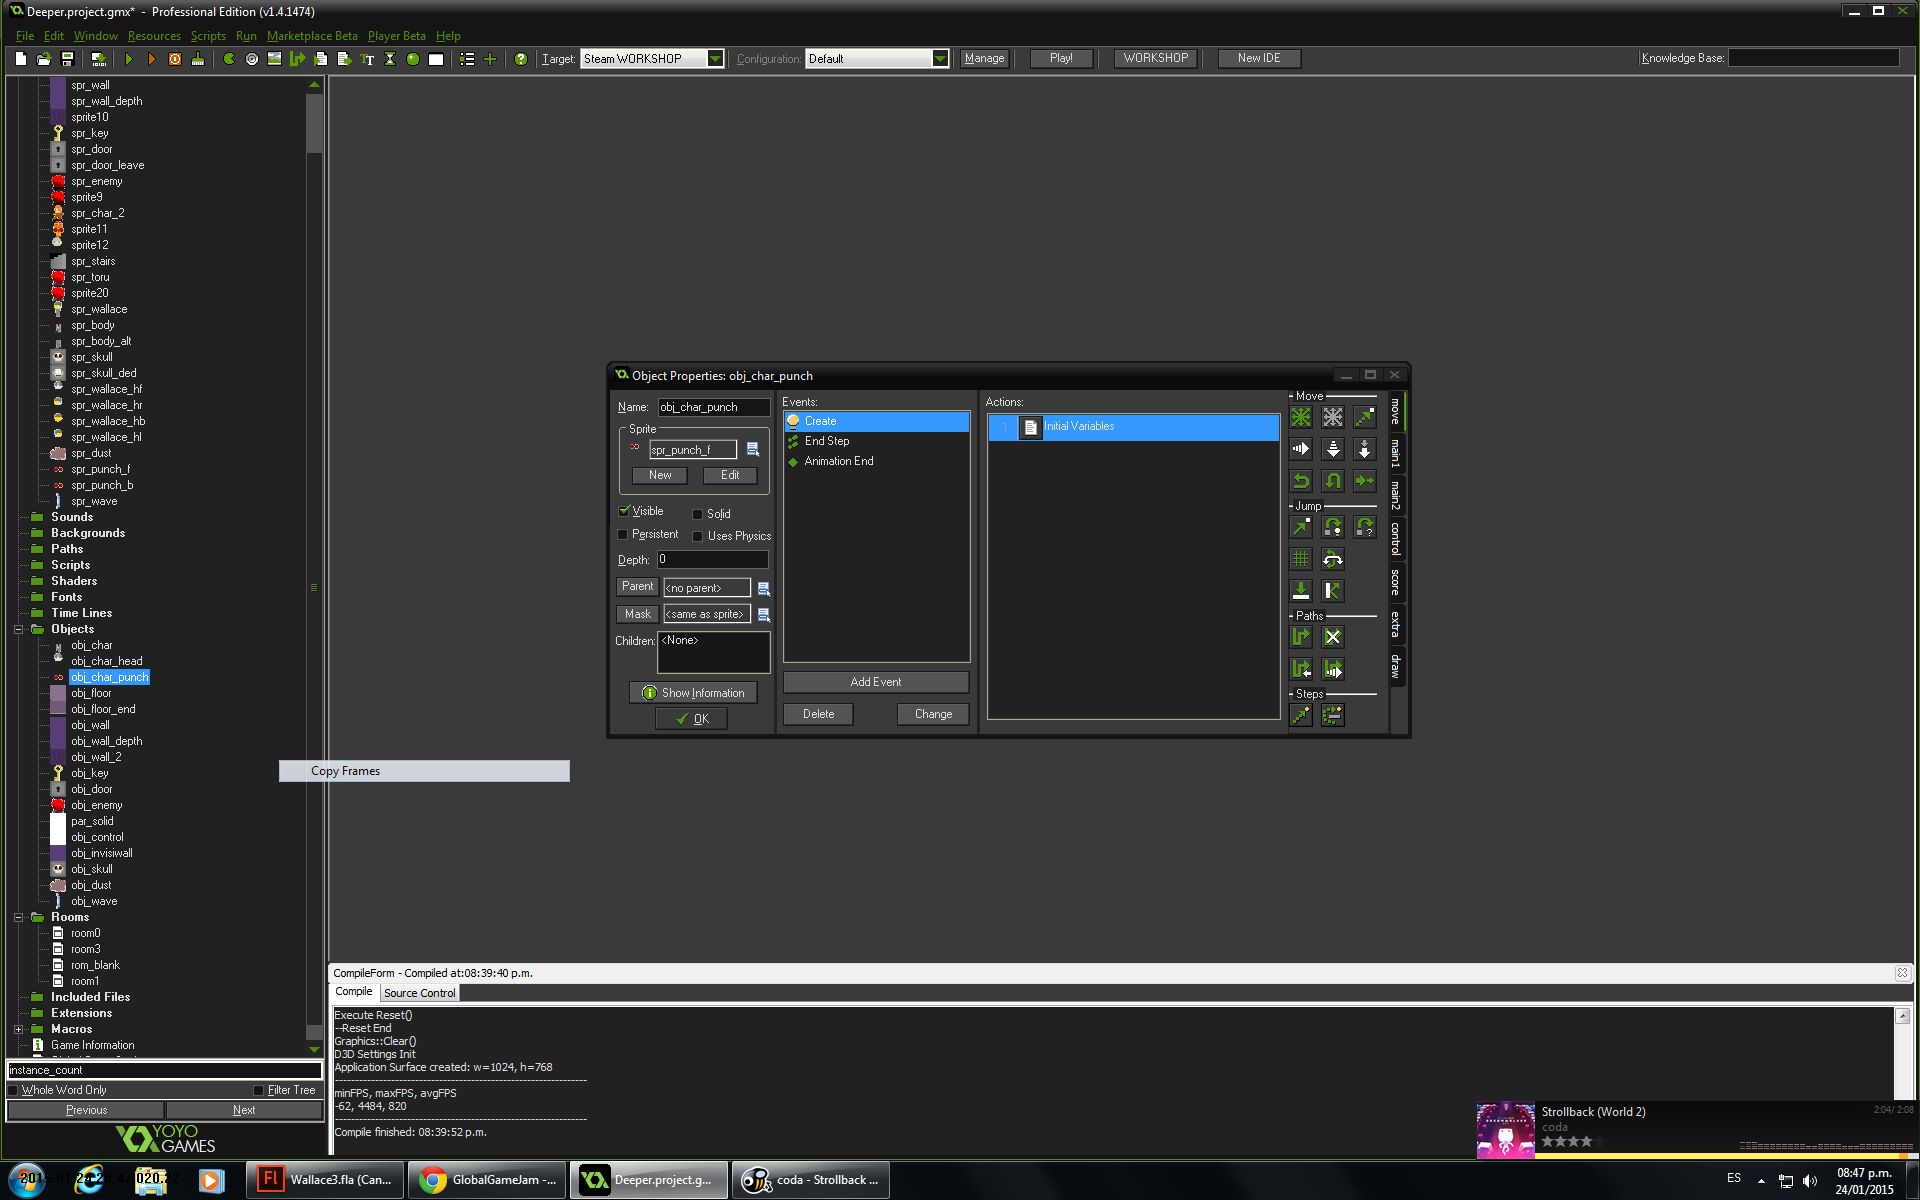 Deeper.project.gmx* - Professional Edition (v1.4.1474)
File Edit Window Resources Scripts Run Marketplace Beta Player Beta Help
Target: Steam WORKSHOP Configuration: Default Manage Play! WORKSHOP New IDE Knowledge Base:
spr_wall
spr_wall_depth
sprite10
spr_key
spr_door
spr_door_leave
spr_enemy
sprite9
spr_char_2
sprite11
sprite12
spr_stairs
spr_toru
sprite20
spr_wallace
spr_body
spr_body_alt
spr_skull
spr_skull_ded
spr_wallace_hf
spr_wallace_hr
spr_wallace_hb
spr_wallace_hl
spr_dust
spr_punch_f
spr_punch_b
spr_wave
Sounds
Backgrounds
Paths
Scripts
Shaders
Fonts
Time Lines
Objects
obj_char
obj_char_head
obj_char_punch
obj_floor
obj_floor_end
obj_wall
obj_wall_depth
obj_wall_2
obj_key
obj_door
obj_enemy
par_solid
obj_control
obj_invisiwall
obj_skull
obj_dust
obj_wave
Rooms
room0
room3
rom_blank
room1
Included Files
Extensions
Macros
Game Information
instance_count
Whole Word Only Filter Tree
Previous Next
YOYO
GAMES
Object Properties: obj_char_punch
Name: obj_char_punch
Sprite
spr_punch_f
New Edit
Visible Solid
Persistent Uses Physics
Depth: 0
Parent <no parent>
Mask <same as sprite>
Children: <None>
Show Information
OK
Events:
Create
End Step
Animation End
Add Event
Delete Change
Actions:
1 Initial Variables
Move
Jump
Paths
Steps
move
main1
main2
control
score
extra
draw
Copy Frames
CompileForm - Compiled at:08:39:40 p.m.
Compile Source Control
Execute Reset()
--Reset End
Graphics::Clear()
D3D Settings Init
Application Surface created: w=1024, h=768
minFPS, maxFPS, avgFPS
-62, 4484, 820
Compile finished: 08:39:52 p.m.
Strollback (World 2) 2:04/ 2:08
coda
Wallace3.fla (Can...
GlobalGameJam -...
Deeper.project.g...
coda - Strollback ...
ES
08:47 p.m.
24/01/2015